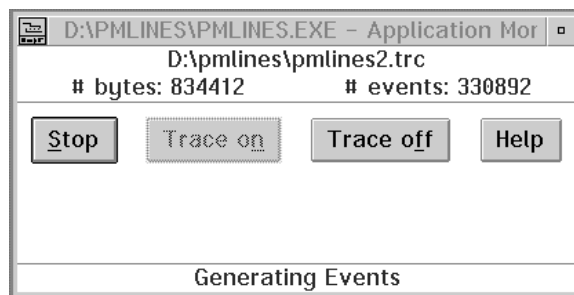 D:\PMLINES\PMLINES.EXE – Application Mor
D:\pmlines\pmlines2.trc
# bytes: 834412 # events: 330892
Stop Trace on Trace off Help
Generating Events